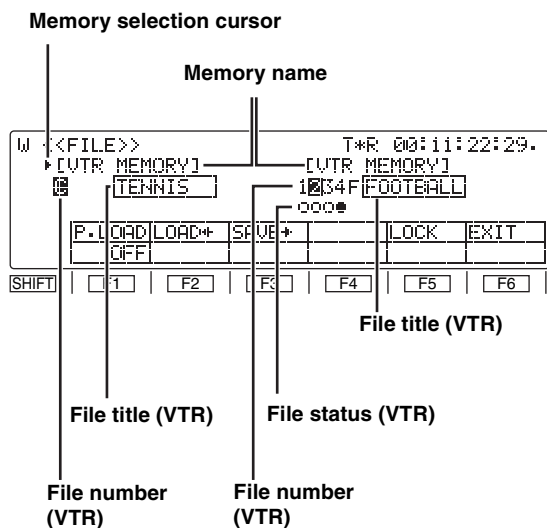 Memory selection cursor
Memory name
W <<FILE>> T*R 00:11:22:29.
[VTR MEMORY] [VTR MEMORY]
TENNIS 1234F FOOTBALL
P.LOAD LOAD SAVE LOCK EXIT
OFF
SHIFT F1 F2 F3 F4 F5 F6
File title (VTR)
File title (VTR) File status (VTR)
File number (VTR)
File number (VTR)